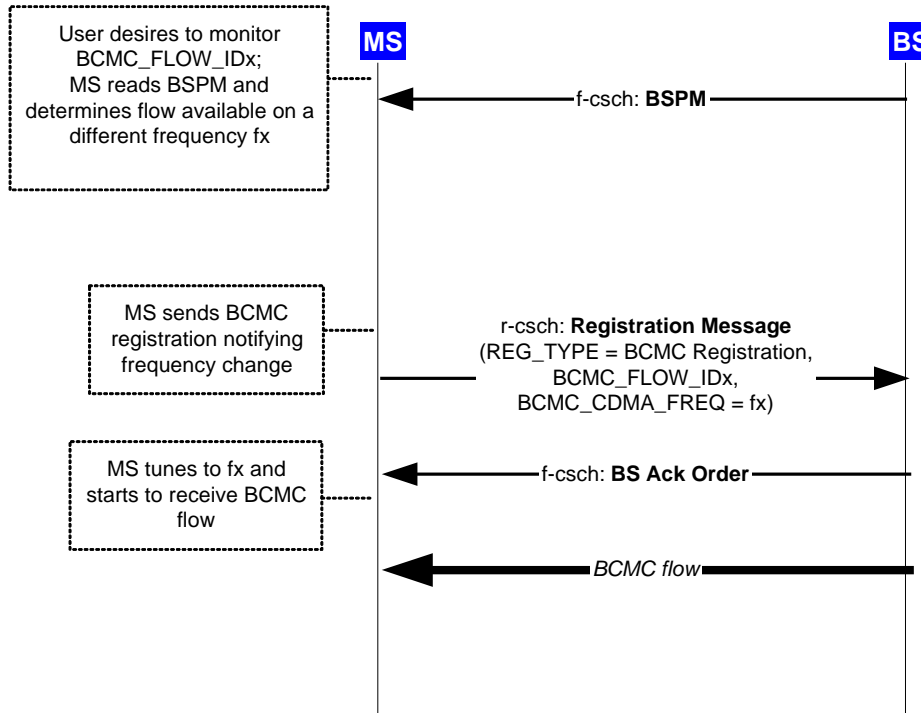 User desires to monitor
BCMC_FLOW_IDx;
MS reads BSPM and
determines flow available on a
different frequency fx
MS
BS
f-csch: BSPM
MS sends BCMC
registration notifying
frequency change
r-csch: Registration Message
(REG_TYPE = BCMC Registration,
BCMC_FLOW_IDx,
BCMC_CDMA_FREQ = fx)
MS tunes to fx and
starts to receive BCMC
flow
f-csch: BS Ack Order
BCMC flow